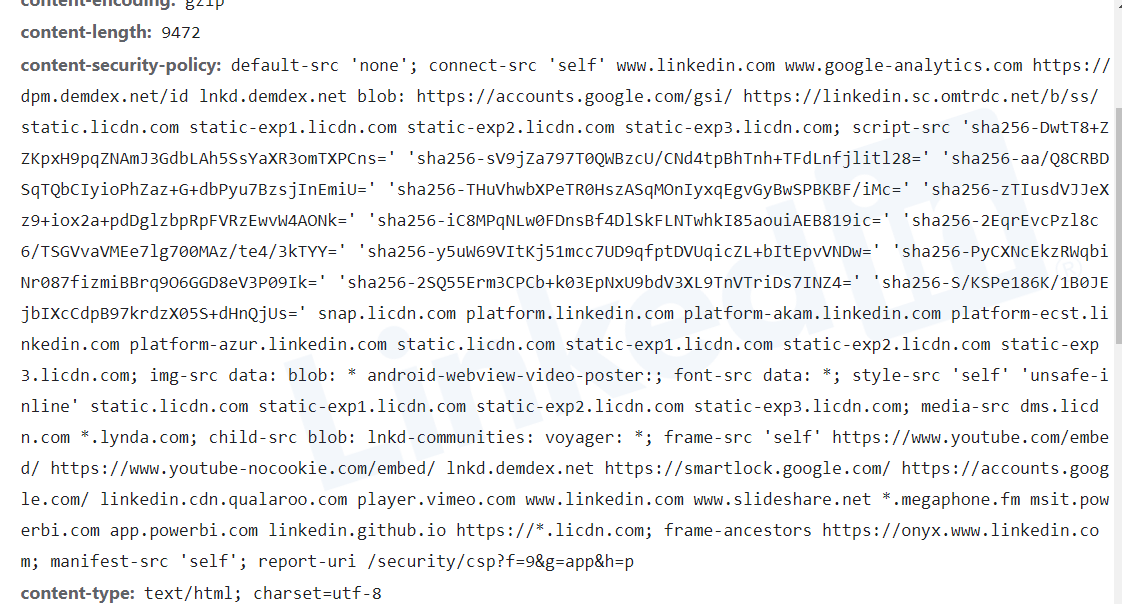 content-encoding: gzip
content-length: 9472
content-security-policy: default-src 'none'; connect-src 'self' www.linkedin.com www.google-analytics.com https://
dpm.demdex.net/id lnkd.demdex.net blob: https://accounts.google.com/gsi/ https://linkedin.sc.omtrdc.net/b/ss/
static.licdn.com static-exp1.licdn.com static-exp2.licdn.com static-exp3.licdn.com; script-src 'sha256-DwtT8+Z
ZKpxH9pqZNAmJ3GdbLAh5SsYaXR3omTXPCns=' 'sha256-sV9jZa797T0QWBzcU/CNd4tpBhTnh+TFdLnfjlitl28=' 'sha256-aa/Q8CRBD
SqTQbCIyioPhZaz+G+dbPyu7BzsjInEmiU=' 'sha256-THuVhwbXPeTR0HszASqMOnIyxqEgvGyBwSPBKBF/iMc=' 'sha256-zTIusdVJJeX
z9+iox2a+pdDglzbpRpFVRzEwvW4AONk=' 'sha256-iC8MPqNLw0FDnsBf4DlSkFLNTwhkI85aouiAEB819ic=' 'sha256-2EqrEvcPzl8c
6/TSGVvaVMEe7lg700MAz/te4/3kTYY=' 'sha256-y5uW69VItKj51mcc7UD9qfptDVUqicZL+bItEpvVNDw=' 'sha256-PyCXNcEkzRWqbi
Nr087fizmiBBrq9O6GGD8eV3P09Ik=' 'sha256-2SQ55Erm3CPCb+k03EpNxU9bdV3XL9TnVTriDs7INZ4=' 'sha256-S/KSPe186K/1B0JE
jbIXcCdpB97krdzX05S+dHnQjUs=' snap.licdn.com platform.linkedin.com platform-akam.linkedin.com platform-ecst.li
nkedin.com platform-azur.linkedin.com static.licdn.com static-exp1.licdn.com static-exp2.licdn.com static-exp
3.licdn.com; img-src data: blob: * android-webview-video-poster:; font-src data: *; style-src 'self' 'unsafe-i
nline' static.licdn.com static-exp1.licdn.com static-exp2.licdn.com static-exp3.licdn.com; media-src dms.licd
n.com *.lynda.com; child-src blob: lnkd-communities: voyager: *; frame-src 'self' https://www.youtube.com/embe
d/ https://www.youtube-nocookie.com/embed/ lnkd.demdex.net https://smartlock.google.com/ https://accounts.goog
le.com/ linkedin.cdn.qualaroo.com player.vimeo.com www.linkedin.com www.slideshare.net *.megaphone.fm msit.pow
erbi.com app.powerbi.com linkedin.github.io https://*.licdn.com; frame-ancestors https://onyx.www.linkedin.co
m; manifest-src 'self'; report-uri /security/csp?f=9&g=app&h=p
content-type: text/html; charset=utf-8
Linkedin